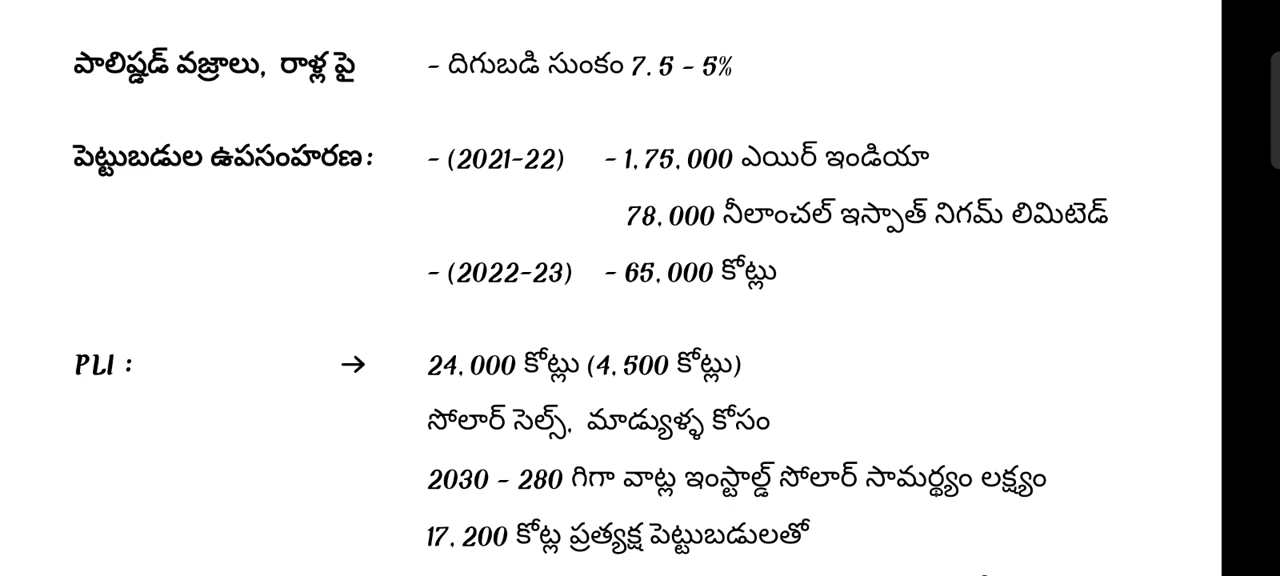 పాలిష్డడ్ వజ్రాలు, రాళ్ల పై - దిగుబడి సుంకం 7.5 - 5%
పెట్టుబడుల ఉపసంహరణ: - (2021-22) - 1,75,000 ఎయిర్ ఇండియా
78,000 నీలాంచల్ ఇస్పాత్ నిగమ్ లిమిటెడ్
- (2022-23) - 65,000 కోట్లు
PLI : → 24,000 కోట్లు (4,500 కోట్లు)
సోలార్ సెల్స్, మాడ్యుళ్ళ కోసం
2030 - 280 గిగా వాట్ల ఇంస్టాల్డ్ సోలార్ సామర్థ్యం లక్ష్యం
17,200 కోట్ల ప్రత్యక్ష పెట్టుబడులతో